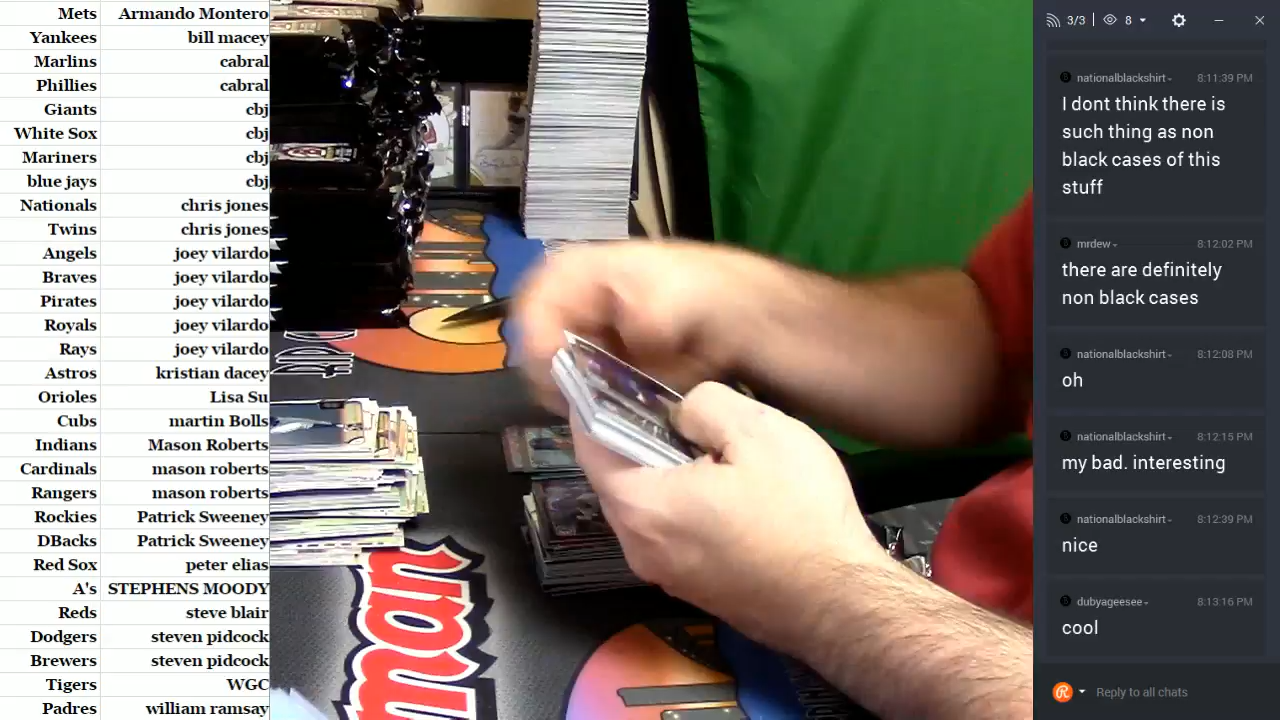 Mets Armando Montero
Yankees bill macey
Marlins cabral
Phillies cabral
Giants cbj
White Sox cbj
Mariners cbj
blue jays cbj
Nationals chris jones
Twins chris jones
Angels joey vilardo
Braves joey vilardo
Pirates joey vilardo
Royals joey vilardo
Rays joey vilardo
Astros kristian dacey
Orioles Lisa Su
Cubs martin Bolls
Indians Mason Roberts
Cardinals mason roberts
Rangers mason roberts
Rockies Patrick Sweeney
DBacks Patrick Sweeney
Red Sox peter elias
A's STEPHENS MOODY
Reds steve blair
Dodgers steven pidcock
Brewers steven pidcock
Tigers WGC
Padres william ramsay
3/3 8
nationalblackshirt 8:11:39 PM
I dont think there is
such thing as non
black cases of this
stuff
mrdew 8:12:02 PM
there are definitely
non black cases
nationalblackshirt 8:12:08 PM
oh
nationalblackshirt 8:12:15 PM
my bad. interesting
nationalblackshirt 8:12:39 PM
nice
dubyageesee 8:13:16 PM
cool
Reply to all chats